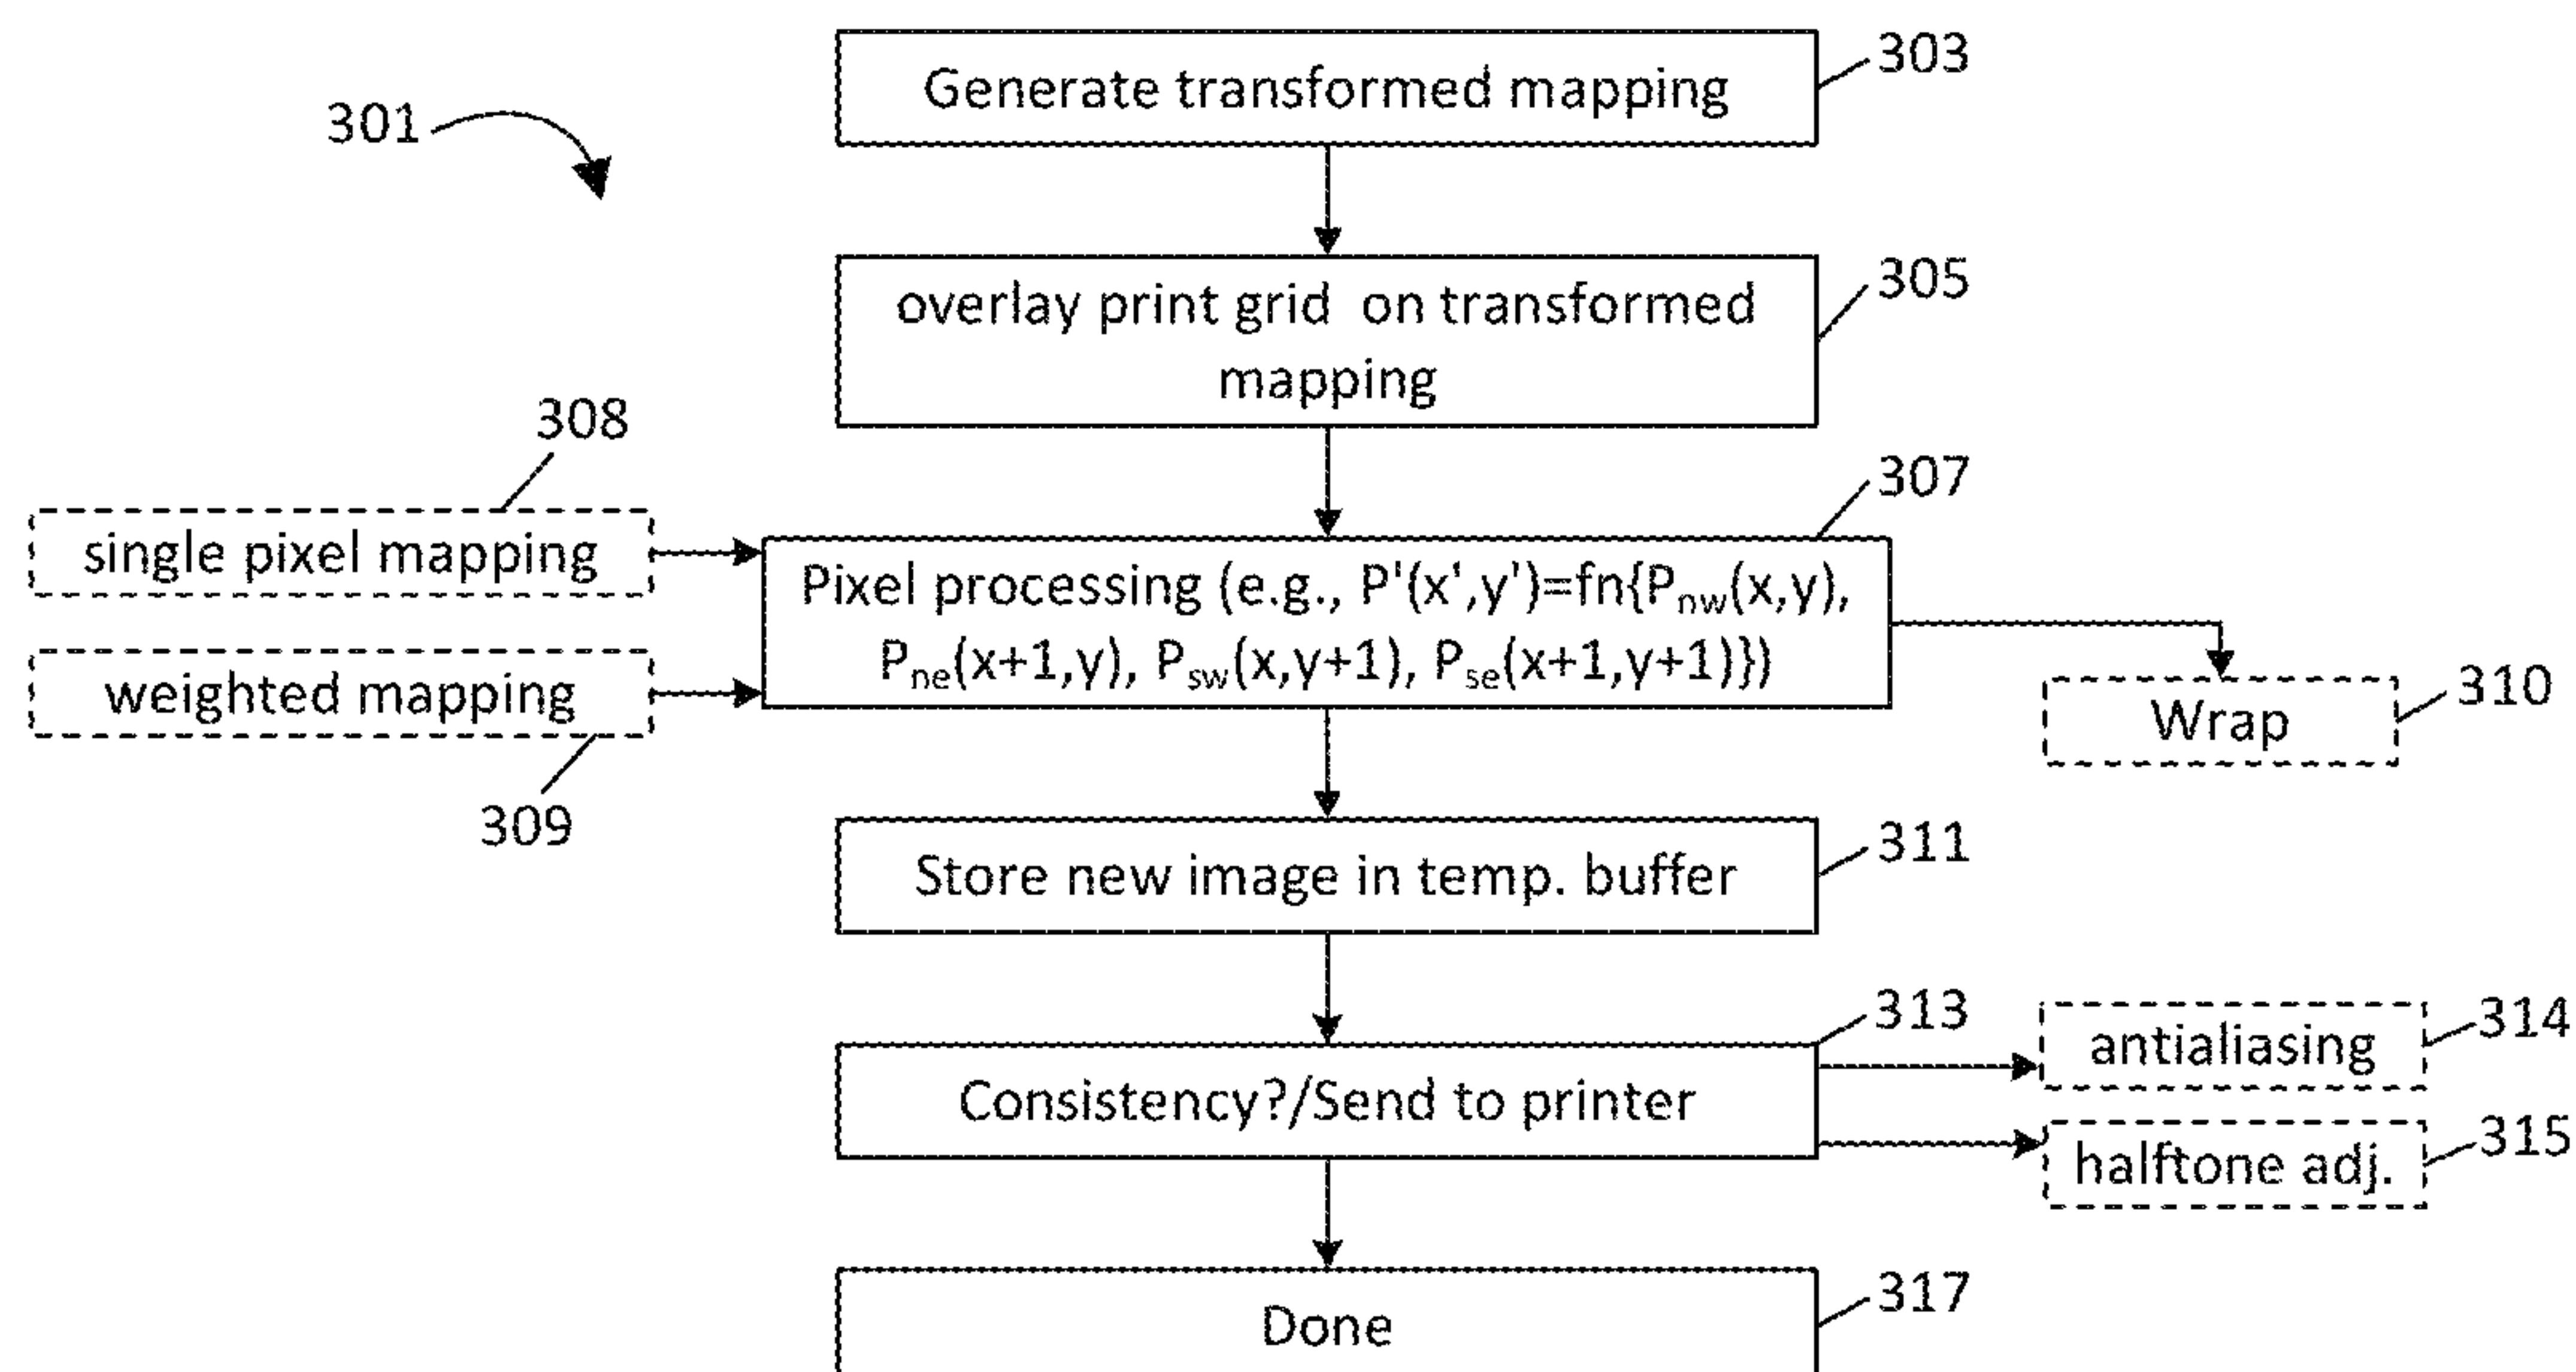 303
Generate transformed mapping
301
305
overlay print grid  on transformed
mapping
308
307
single pixel mapping
Pixel processing (e.g., P'(x',y')=fn{Pnw(x,y),
Pne(x+1,y), Psw(x,y+1), Pse(x+1,y+1)})
weighted mapping
310
Wrap
309
311
Store new image in temp. buffer
313
314
antialiasing
Consistency?/Send to printer
315
halftone adj.
317
Done